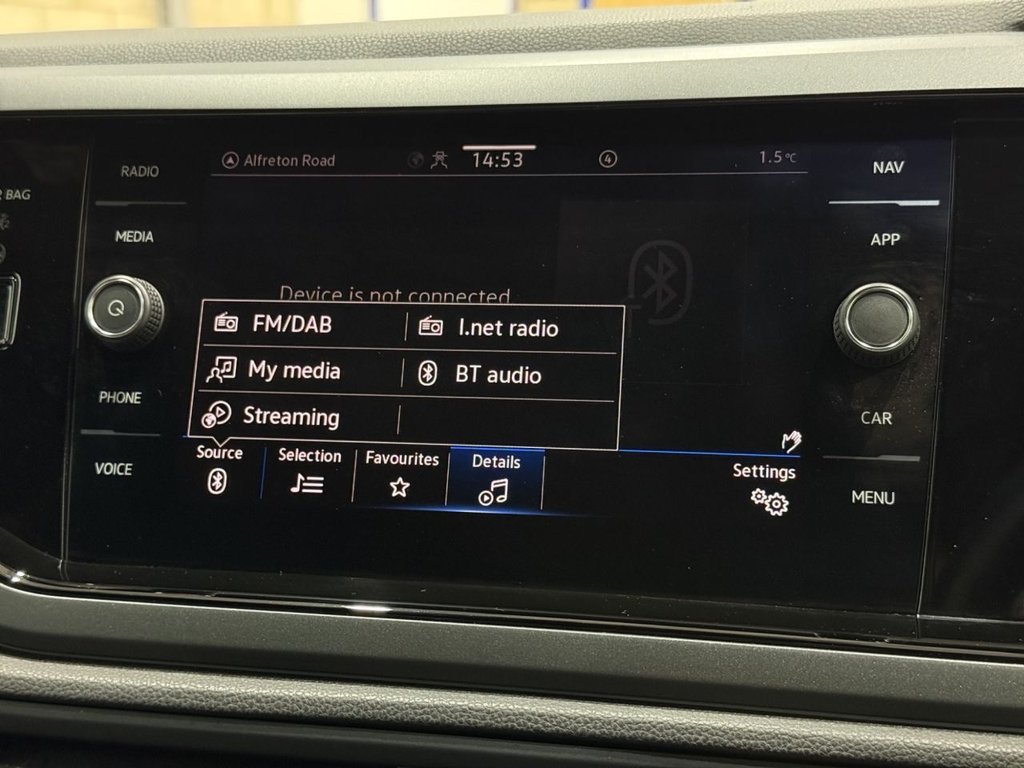 RADIO
Alfreton Road
14:53
4
1.5°C
NAV
BAG
MEDIA
APP
Device is not connected.
FM/DAB
I.net radio
My media
BT audio
PHONE
CAR
Streaming
VOICE
Source
Selection
Favourites
Details
Settings
MENU